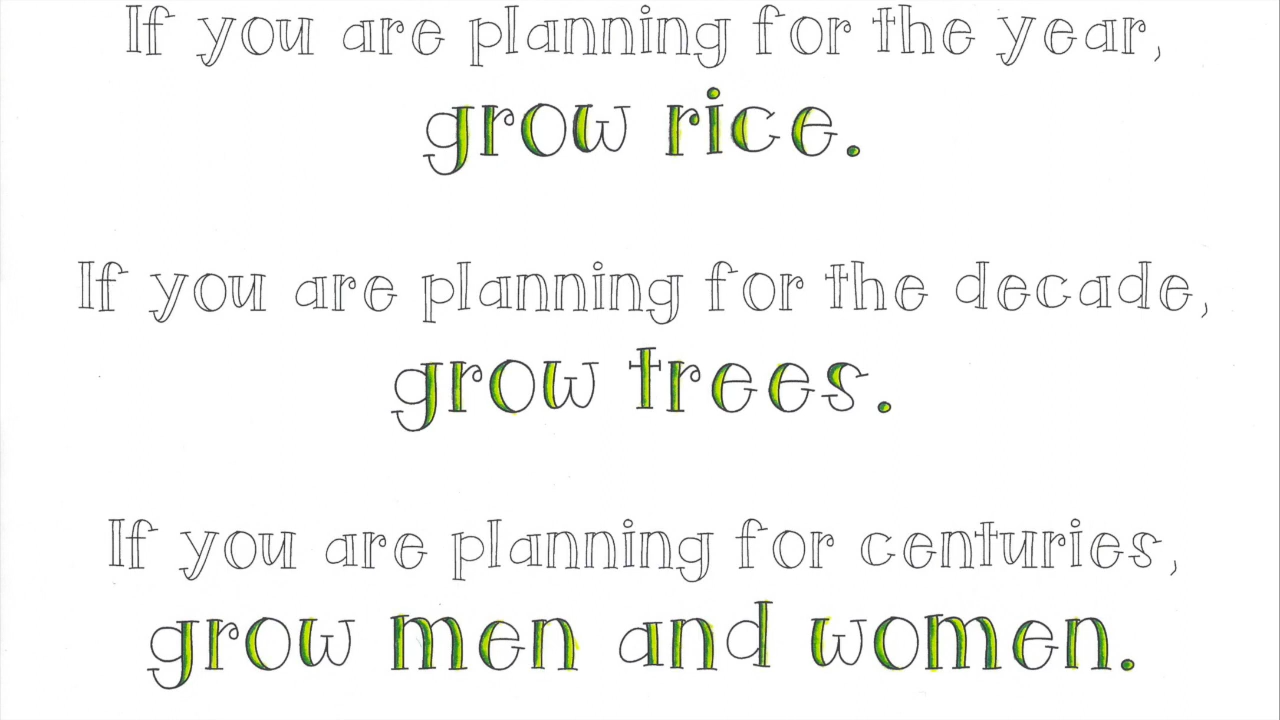 If you are planning for the year,
grow rice.
If you are planning for the decade,
grow trees.
If you are planning for centuries,
grow men and women.